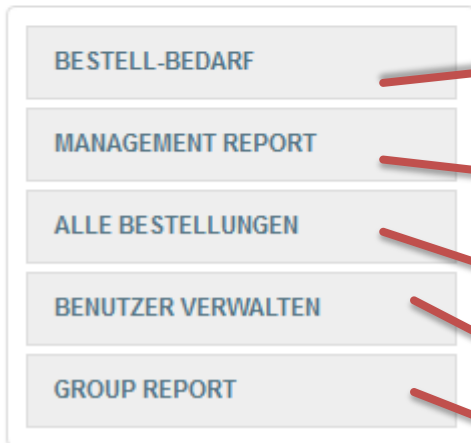 BESTELL-BEDARF
MANAGEMENT REPORT
ALLE BESTELLUNGEN
BENUTZER VERWALTEN
GROUP REPORT